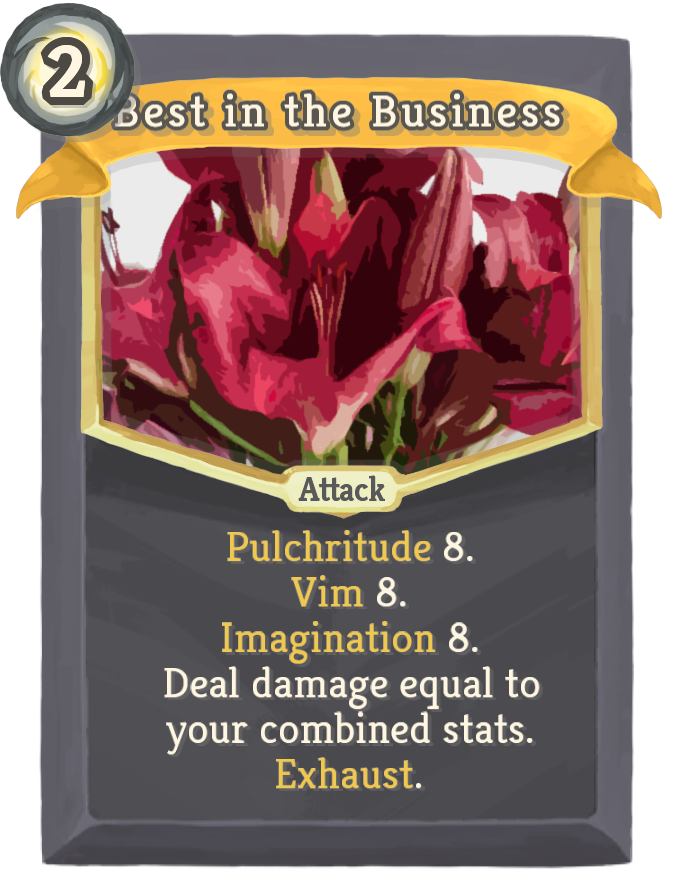 2
Best in the Business
Attack
Pulchritude 8.
Vim 8.
Imagination 8.
Deal damage equal to
your combined stats.
Exhaust.